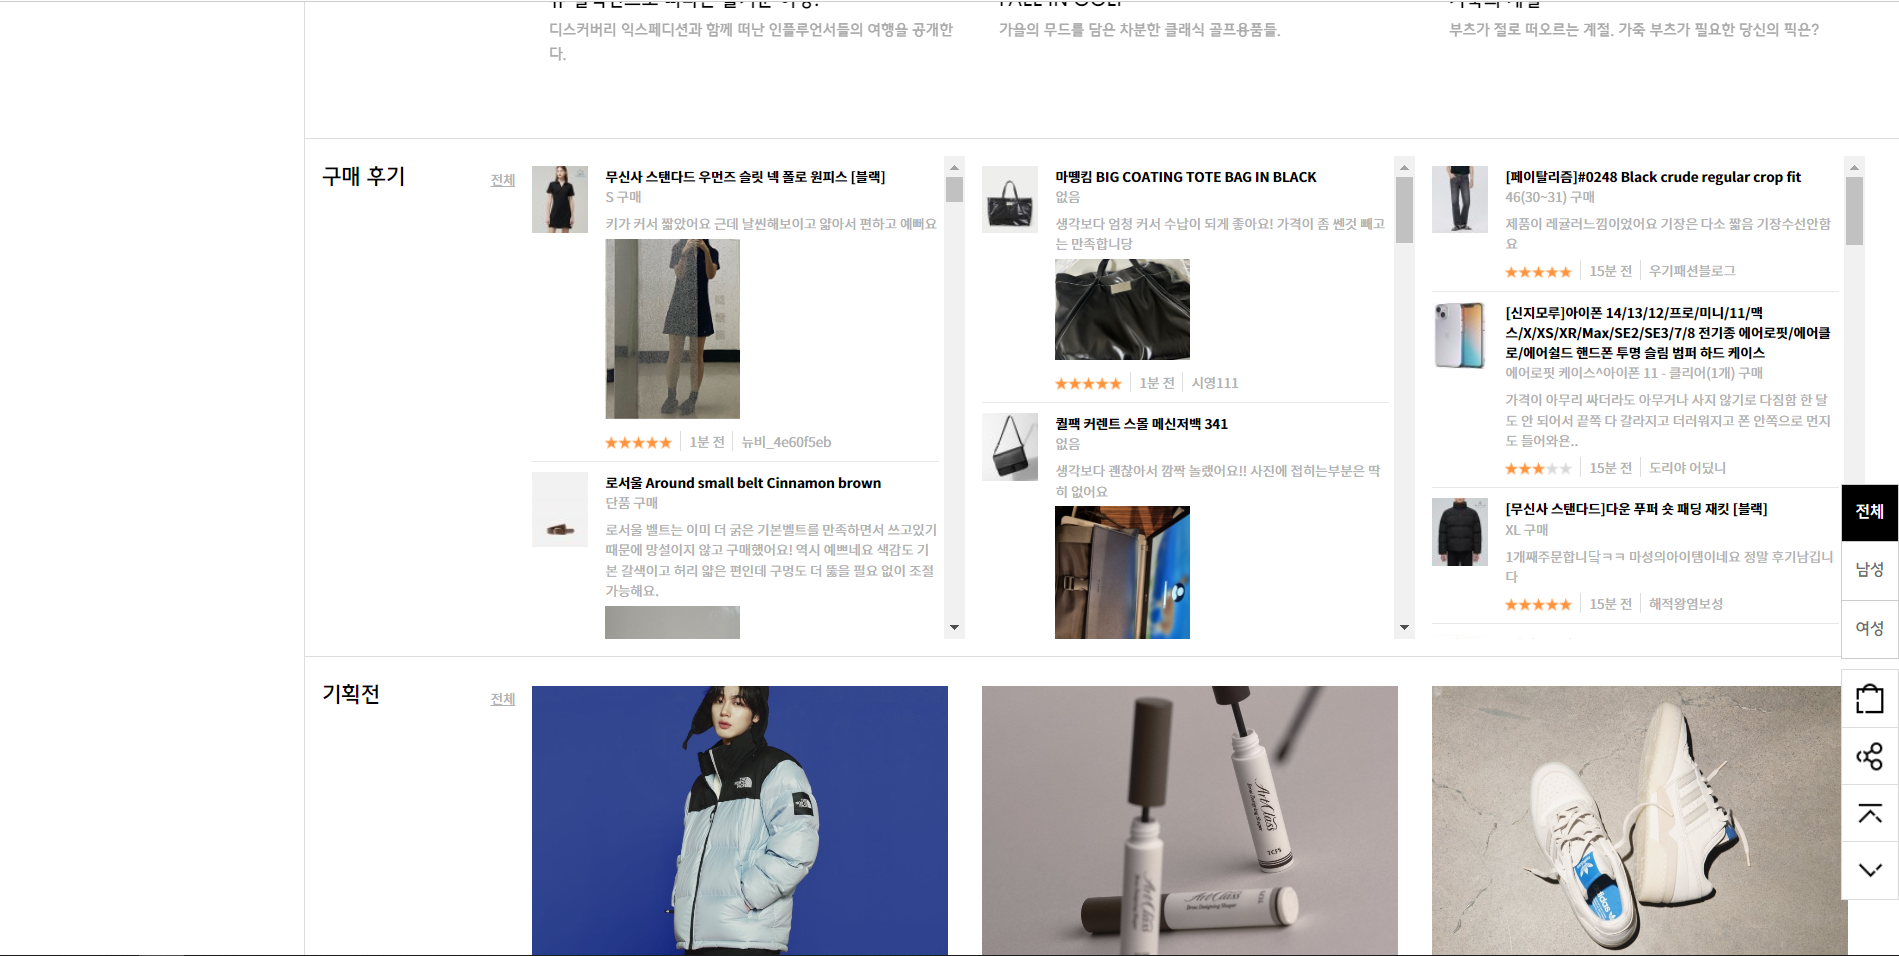 디스커버리 익스페디션과 함께 떠난 인플루언서들의 여행을 공개한
다.
가을의 무드를 담은 차분한 클래식 골프용품들.
부츠가 절로 떠오르는 계절. 가죽 부츠가 필요한 당신의 픽은?
구매 후기
전체
무신사 스탠다드 우먼즈 슬릿 넥 폴로 원피스 [블랙]
S 구매
키가 커서 짧았어요 근데 날씬해보이고 얇아서 편하고 예뻐요
1분 전
뉴비_4e60f5eb
로서울 Around small belt Cinnamon brown
단품 구매
로서울 벨트는 이미 더 굵은 기본벨트를 만족하면서 쓰고있기
때문에 망설이지 않고 구매했어요! 역시 예쁘네요 색감도 기
본 갈색이고 허리 얇은 편인데 구멍도 더 뚫을 필요 없이 조절
가능해요.
마뗑킴 BIG COATING TOTE BAG IN BLACK
없음
생각보다 엄청 커서 수납이 되게 좋아요! 가격이 좀 쎈것 빼고
는 만족합니당
1분 전
시영111
퀄팩 커렌트 스몰 메신저백 341
없음
생각보다 괜찮아서 깜짝 놀랬어요!! 사진에 접히는부분은 딱
히 없어요
[페이탈리즘]#0248 Black crude regular crop fit
46(30~31) 구매
제품이 레귤러느낌이었어요 기장은 다소 짧음 기장수선안함
요
15분 전
우기패션블로그
[신지모루]아이폰 14/13/12/프로/미니/11/맥
스/X/XS/XR/Max/SE2/SE3/7/8 전기종 에어로핏/에어클
로/에어쉴드 핸드폰 투명 슬림 범퍼 하드 케이스
에어로핏 케이스^아이폰 11 - 클리어(1개) 구매
가격이 아무리 싸더라도 아무거나 사지 않기로 다짐함 한 달
도 안 되어서 끝쪽 다 갈라지고 더러워지고 폰 안쪽으로 먼지
도 들어와욘..
15분 전
도리야 어딨니
[무신사 스탠다드]다운 푸퍼 숏 패딩 재킷 [블랙]
XL 구매
1개째주문합니닼ㅋㅋ 마성의아이템이네요 정말 후기남깁니
다
15분 전
해적왕염보성
전체
남성
여성
기획전
전체
THE NORTH FACE
Art Class
Brow Designing Shaper
TCFS
Art Class
Brow Designing Shaper
adidas